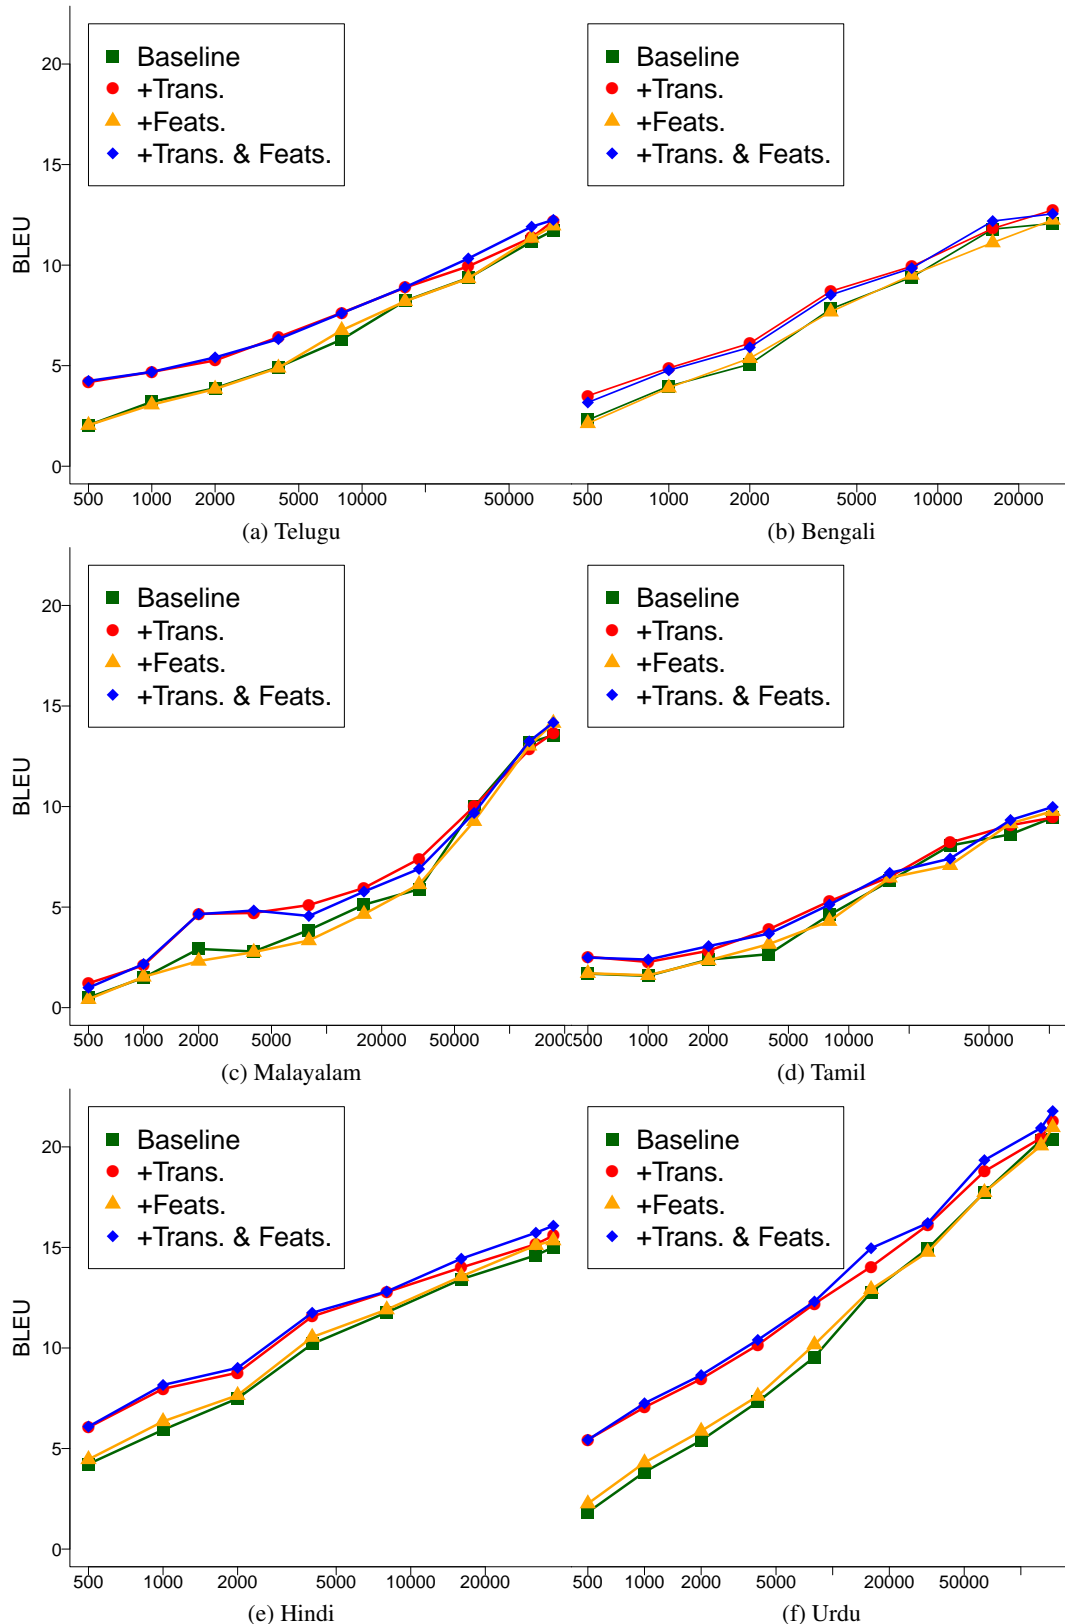 20
15
10
5
0
BLEU
Baseline
+Trans.
+Feats.
+Trans. & Feats.
500 1000 2000 5000 10000 50000
(a) Telugu
Baseline
+Trans.
+Feats.
+Trans. & Feats.
500 1000 2000 5000 10000 20000
(b) Bengali
20
15
10
5
0
BLEU
Baseline
+Trans.
+Feats.
+Trans. & Feats.
500 1000 2000 5000 20000 50000 2000
(c) Malayalam
Baseline
+Trans.
+Feats.
+Trans. & Feats.
500 1000 2000 5000 10000 50000
(d) Tamil
20
15
10
5
0
BLEU
Baseline
+Trans.
+Feats.
+Trans. & Feats.
500 1000 2000 5000 10000 20000
(e) Hindi
Baseline
+Trans.
+Feats.
+Trans. & Feats.
500 1000 2000 5000 20000 50000
(f) Urdu